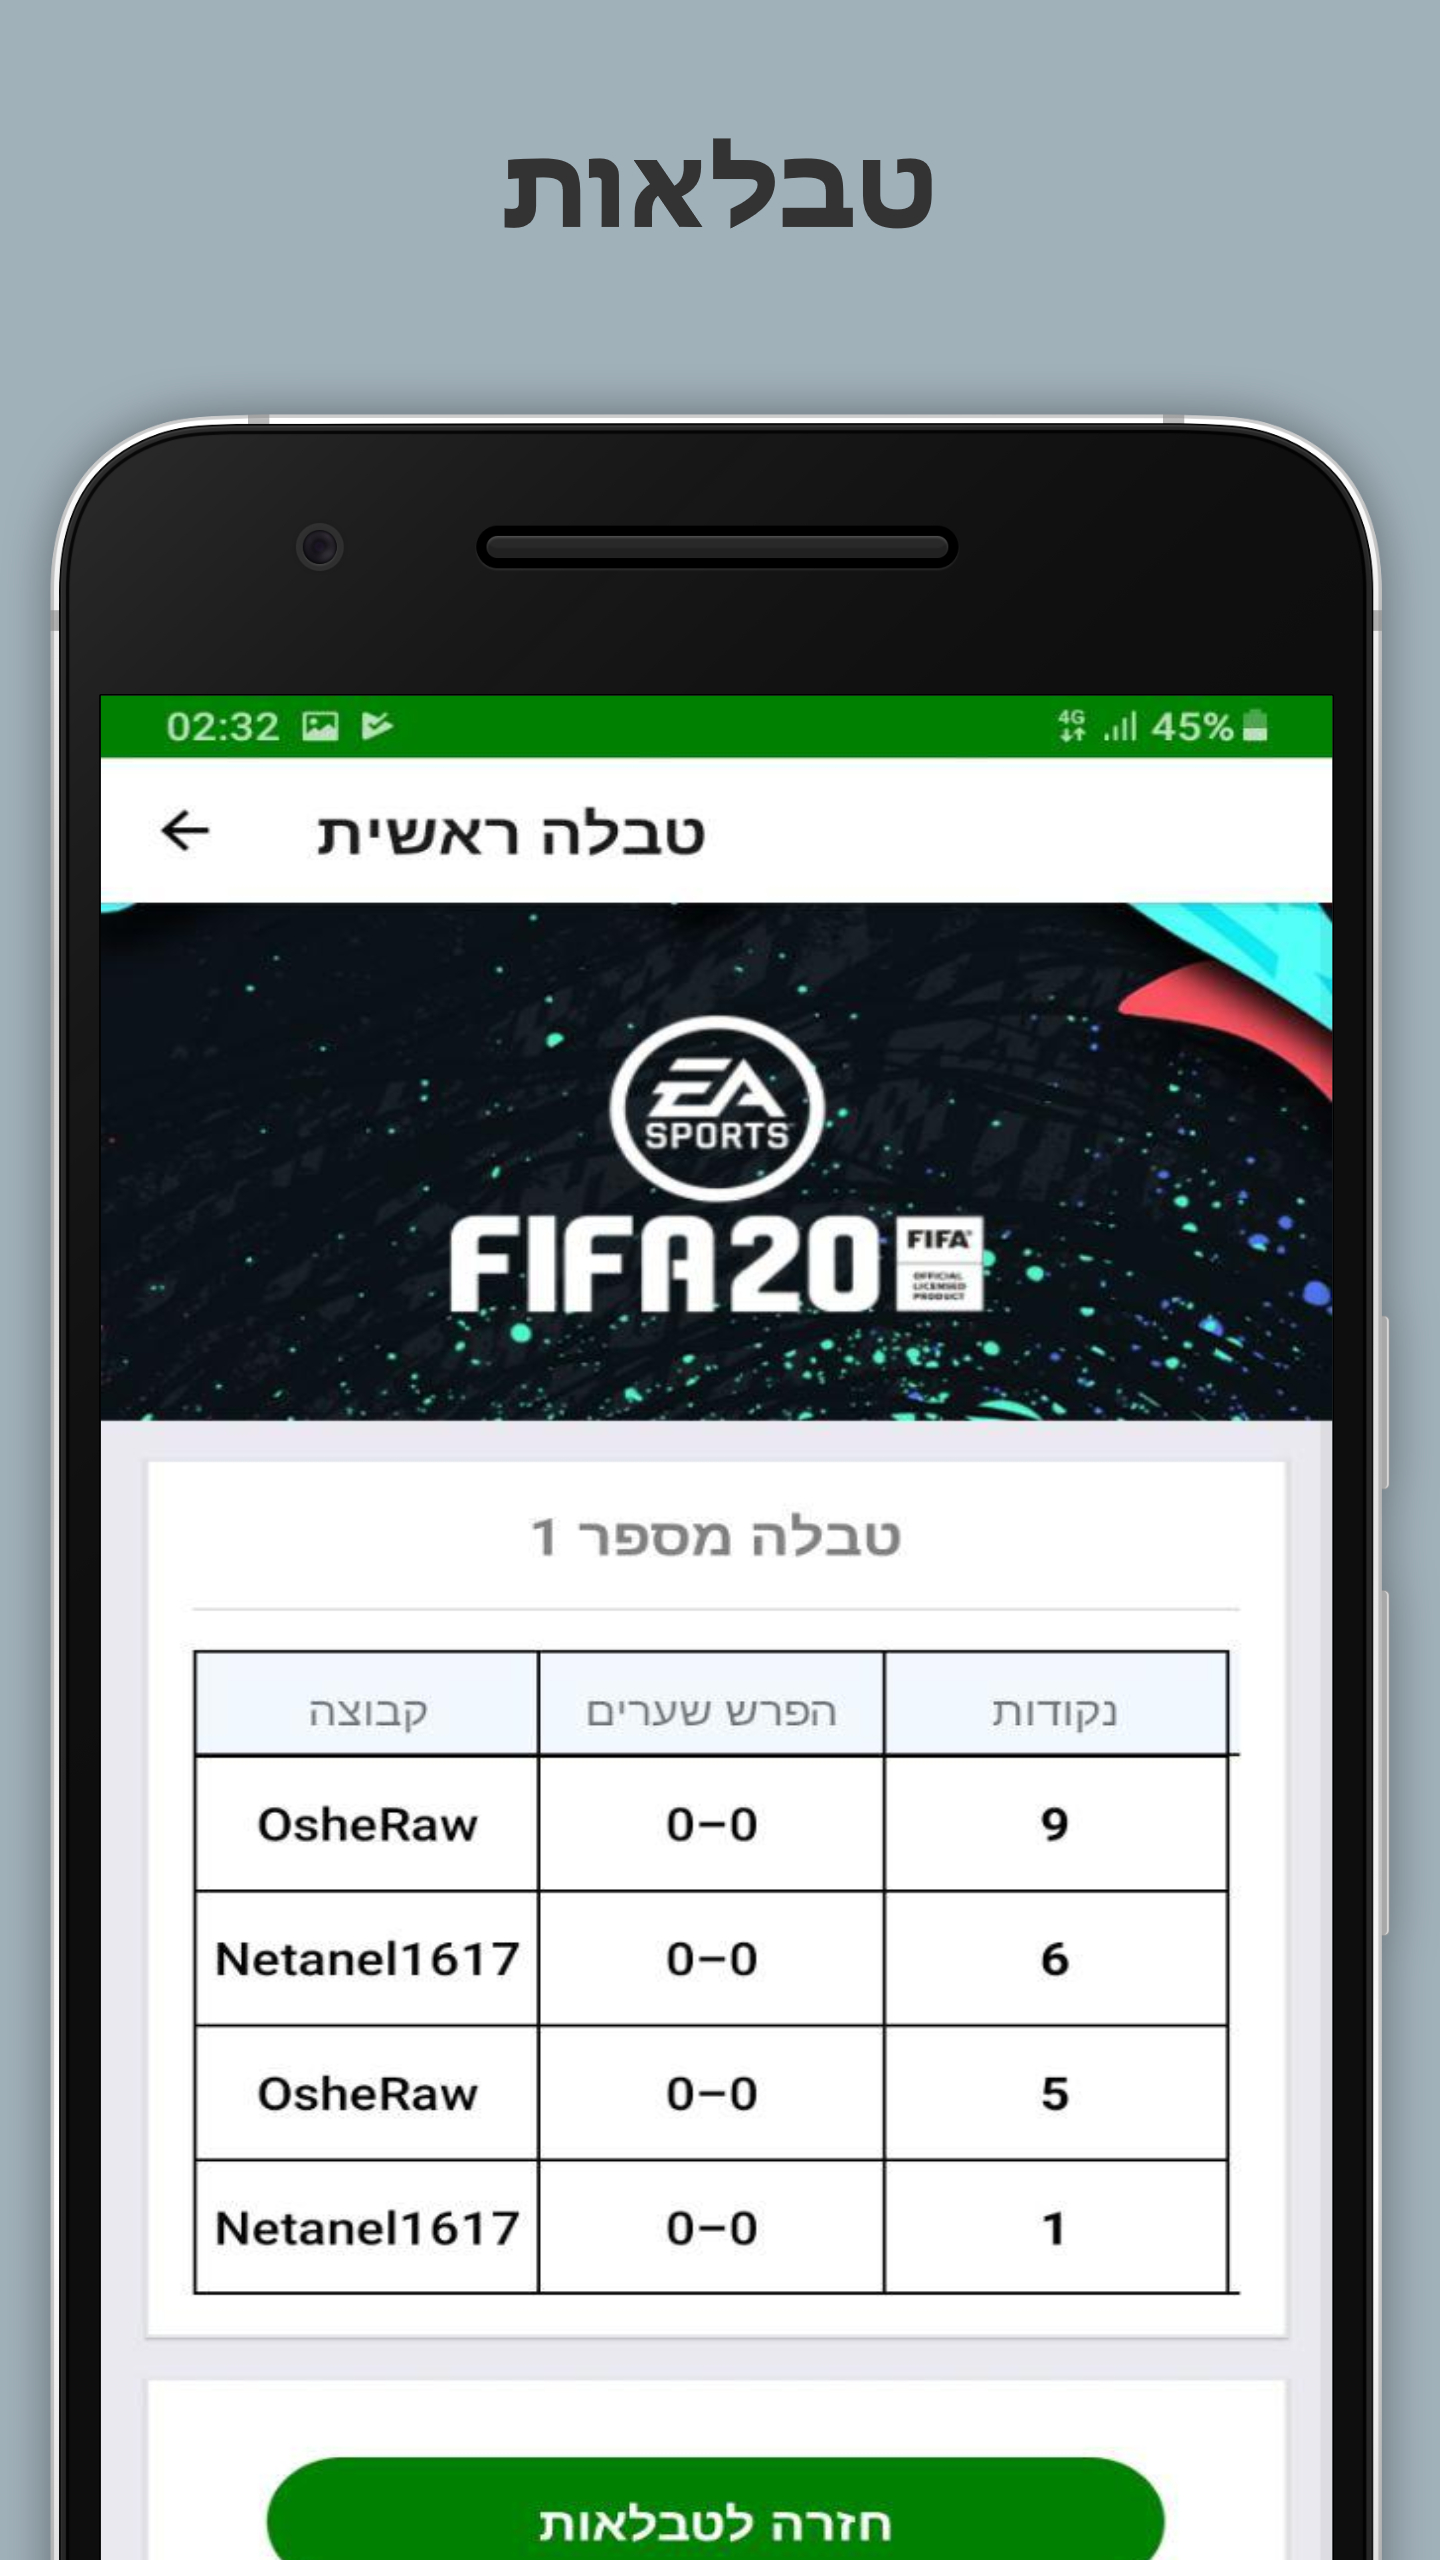 טבלאות
02:32 4G 45%
טבלה ראשית
EA
SPORTS
FIFA20 FIFA
OFFICIAL
LICENSED
PRODUCT
טבלה מספר 1
קבוצה הפרש שערים נקודות
OsheRaw 0–0 9
Netanel1617 0–0 6
OsheRaw 0–0 5
Netanel1617 0–0 1
חזרה לטבלאות